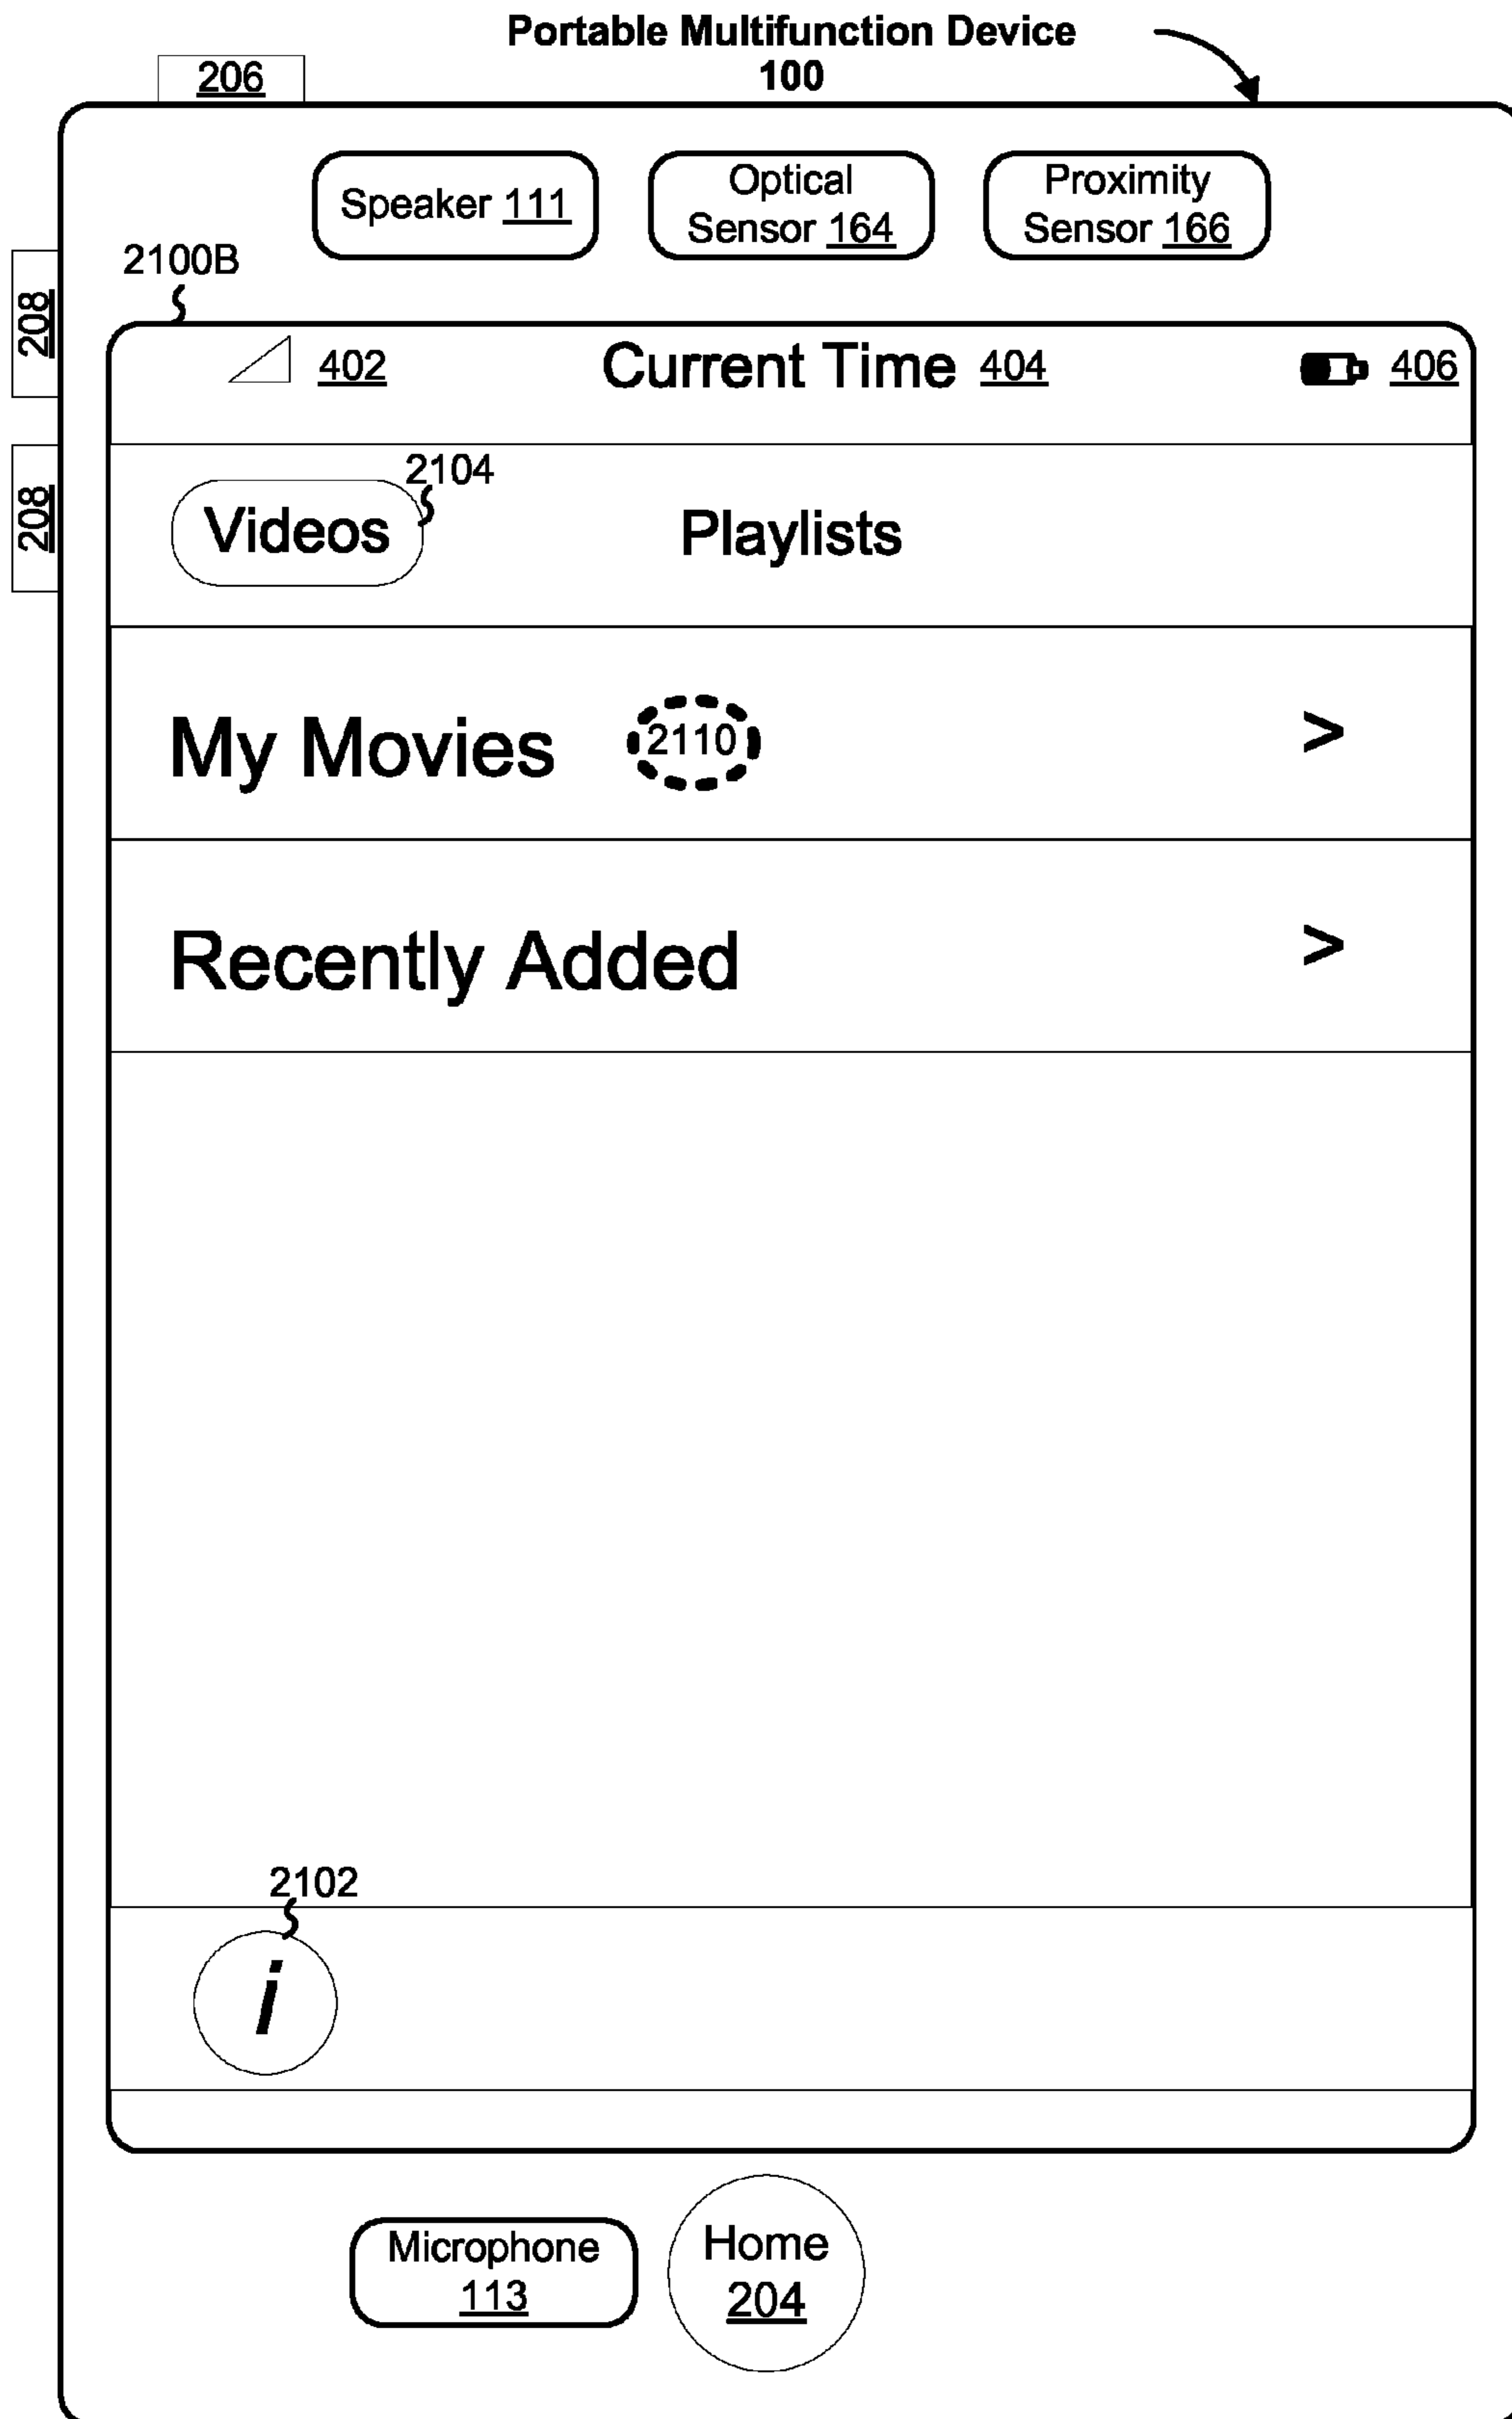 Portable Multifunction Device
100
206
Speaker 111
Optical
Sensor 164
Proximity
Sensor 166
2100B
208
402
Current Time 404
406
208
2104
Videos
Playlists
My Movies
2110
>
Recently Added
>
2102
i
Microphone
113
Home
204